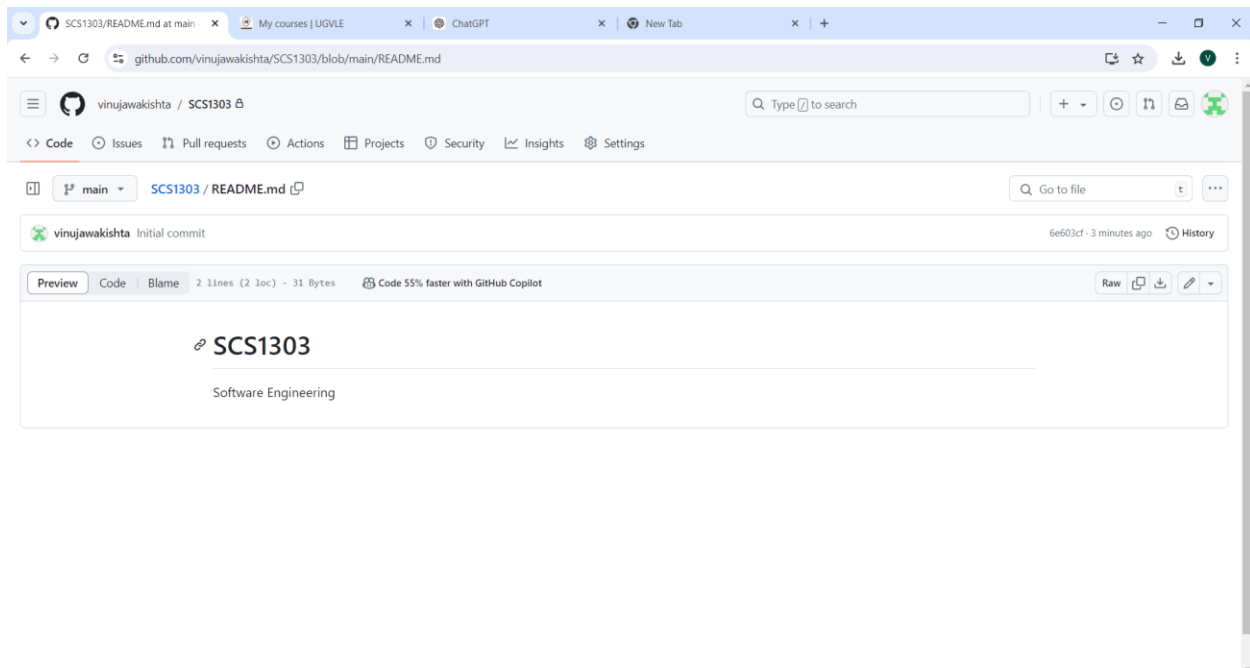 SCS1303/README.md at main
My courses | UGVLE
ChatGPT
New Tab
github.com/vinujawakishta/SCS1303/blob/main/README.md
V
vinujawakishta / SCS1303
Type / to search
Code Issues Pull requests Actions Projects Security Insights Settings
main SCS1303 / README.md
Go to file t
vinujawakishta Initial commit 6e603cf · 3 minutes ago History
Preview Code Blame 2 lines (2 loc) · 31 Bytes Code 55% faster with GitHub Copilot Raw
SCS1303
Software Engineering